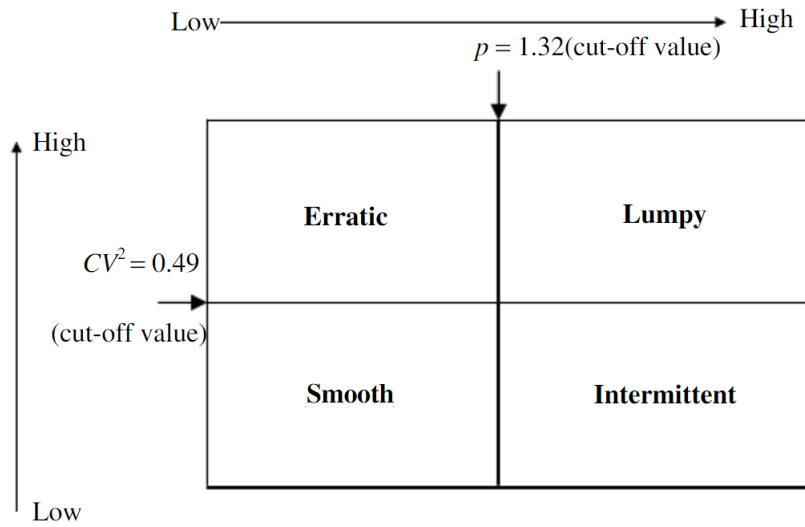 Low High
p = 1.32(cut-off value)
High
Erratic Lumpy
CV² = 0.49
(cut-off value)
Smooth Intermittent
Low